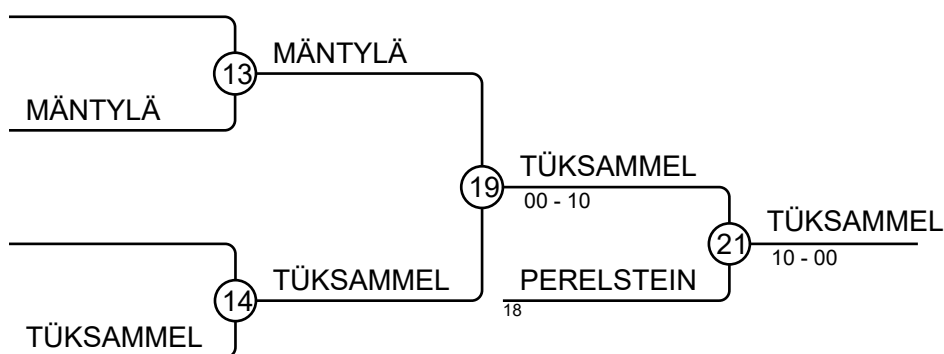 MÄNTYLÄ
13
MÄNTYLÄ
TÜKSAMMEL
19
00 - 10
TÜKSAMMEL
21
10 - 00
TÜKSAMMEL
PERELSTEIN
18
14
TÜKSAMMEL